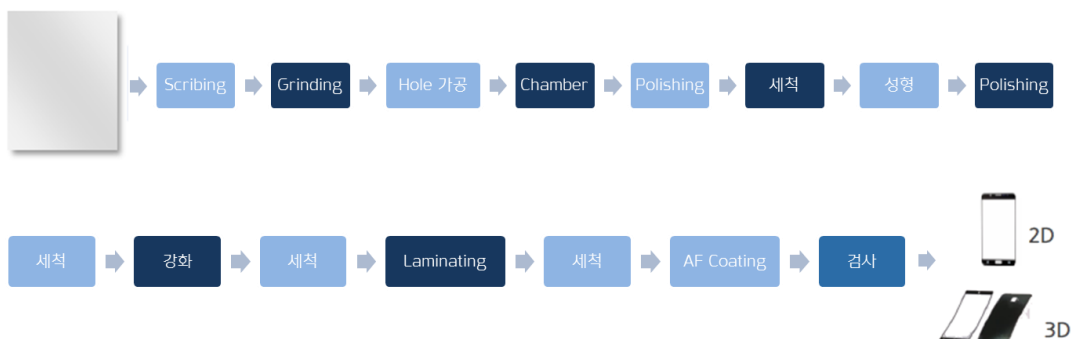 Scribing
Grinding
Hole 가공
Chamber
Polishing
세척
성형
Polishing
세척
강화
세척
Laminating
세척
AF Coating
검사
2D
3D